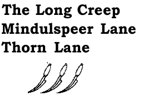 The Long Creep
Mindulspeer Lane
Thorn Lane